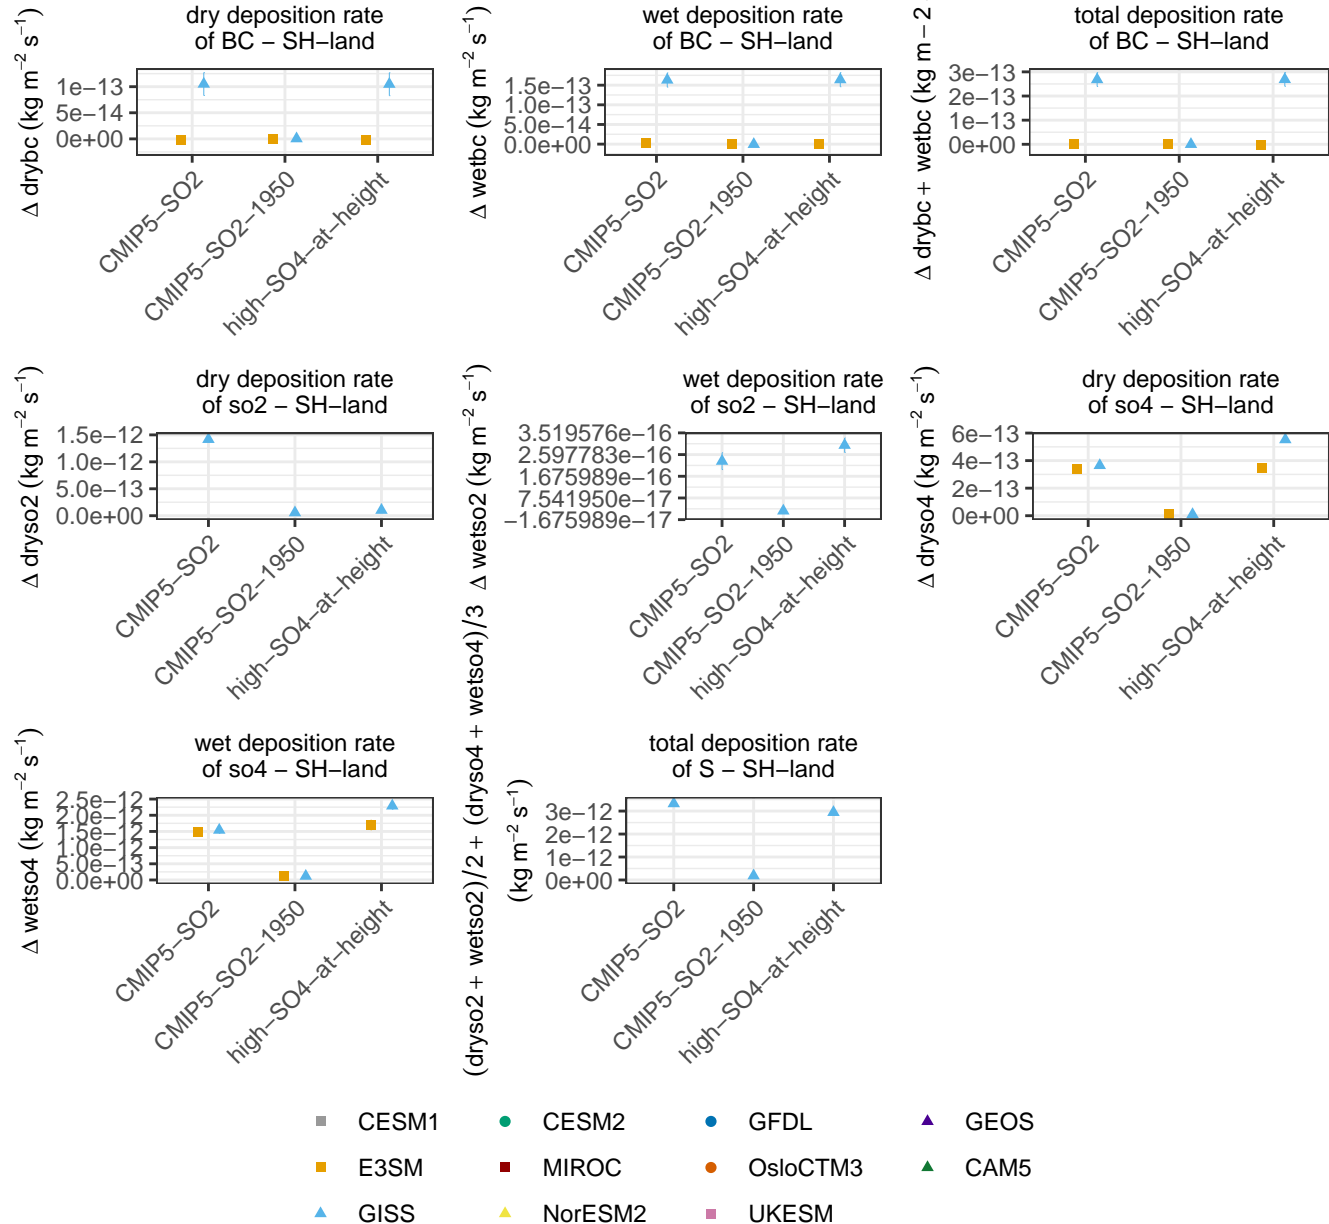 dry deposition rate
of BC − SH−land
Δ drybc (kg m−2 s−1)
1e−13
5e−14
0e+00
CMIP5−SO2
CMIP5−SO2−1950
high−SO4−at−height
wet deposition rate
of BC − SH−land
Δ wetbc (kg m−2 s−1)
1.5e−13
1.0e−13
5.0e−14
0.0e+00
CMIP5−SO2
CMIP5−SO2−1950
high−SO4−at−height
total deposition rate
of BC − SH−land
Δ drybc + wetbc (kg m−2
3e−13
2e−13
1e−13
0e+00
CMIP5−SO2
CMIP5−SO2−1950
high−SO4−at−height
dry deposition rate
of so2 − SH−land
Δ dryso2 (kg m−2 s−1)
1.5e−12
1.0e−12
5.0e−13
0.0e+00
CMIP5−SO2
CMIP5−SO2−1950
high−SO4−at−height
wet deposition rate
of so2 − SH−land
Δ wetso2 (kg m−2 s−1)
3.519576e−16
2.597783e−16
1.675989e−16
7.541950e−17
−1.675989e−17
CMIP5−SO2
CMIP5−SO2−1950
high−SO4−at−height
dry deposition rate
of so4 − SH−land
Δ dryso4 (kg m−2 s−1)
6e−13
4e−13
2e−13
0e+00
CMIP5−SO2
CMIP5−SO2−1950
high−SO4−at−height
wet deposition rate
of so4 − SH−land
Δ wetso4 (kg m−2 s−1)
2.5e−12
2.0e−12
1.5e−12
1.0e−12
5.0e−13
0.0e+00
CMIP5−SO2
CMIP5−SO2−1950
high−SO4−at−height
total deposition rate
of S − SH−land
(dryso2 + wetso2)/2 + (dryso4 + wetso4)/3
(kg m−2 s−1)
3e−12
2e−12
1e−12
0e+00
CMIP5−SO2
CMIP5−SO2−1950
high−SO4−at−height
CESM1
CESM2
GFDL
GEOS
E3SM
MIROC
OsloCTM3
CAM5
GISS
NorESM2
UKESM